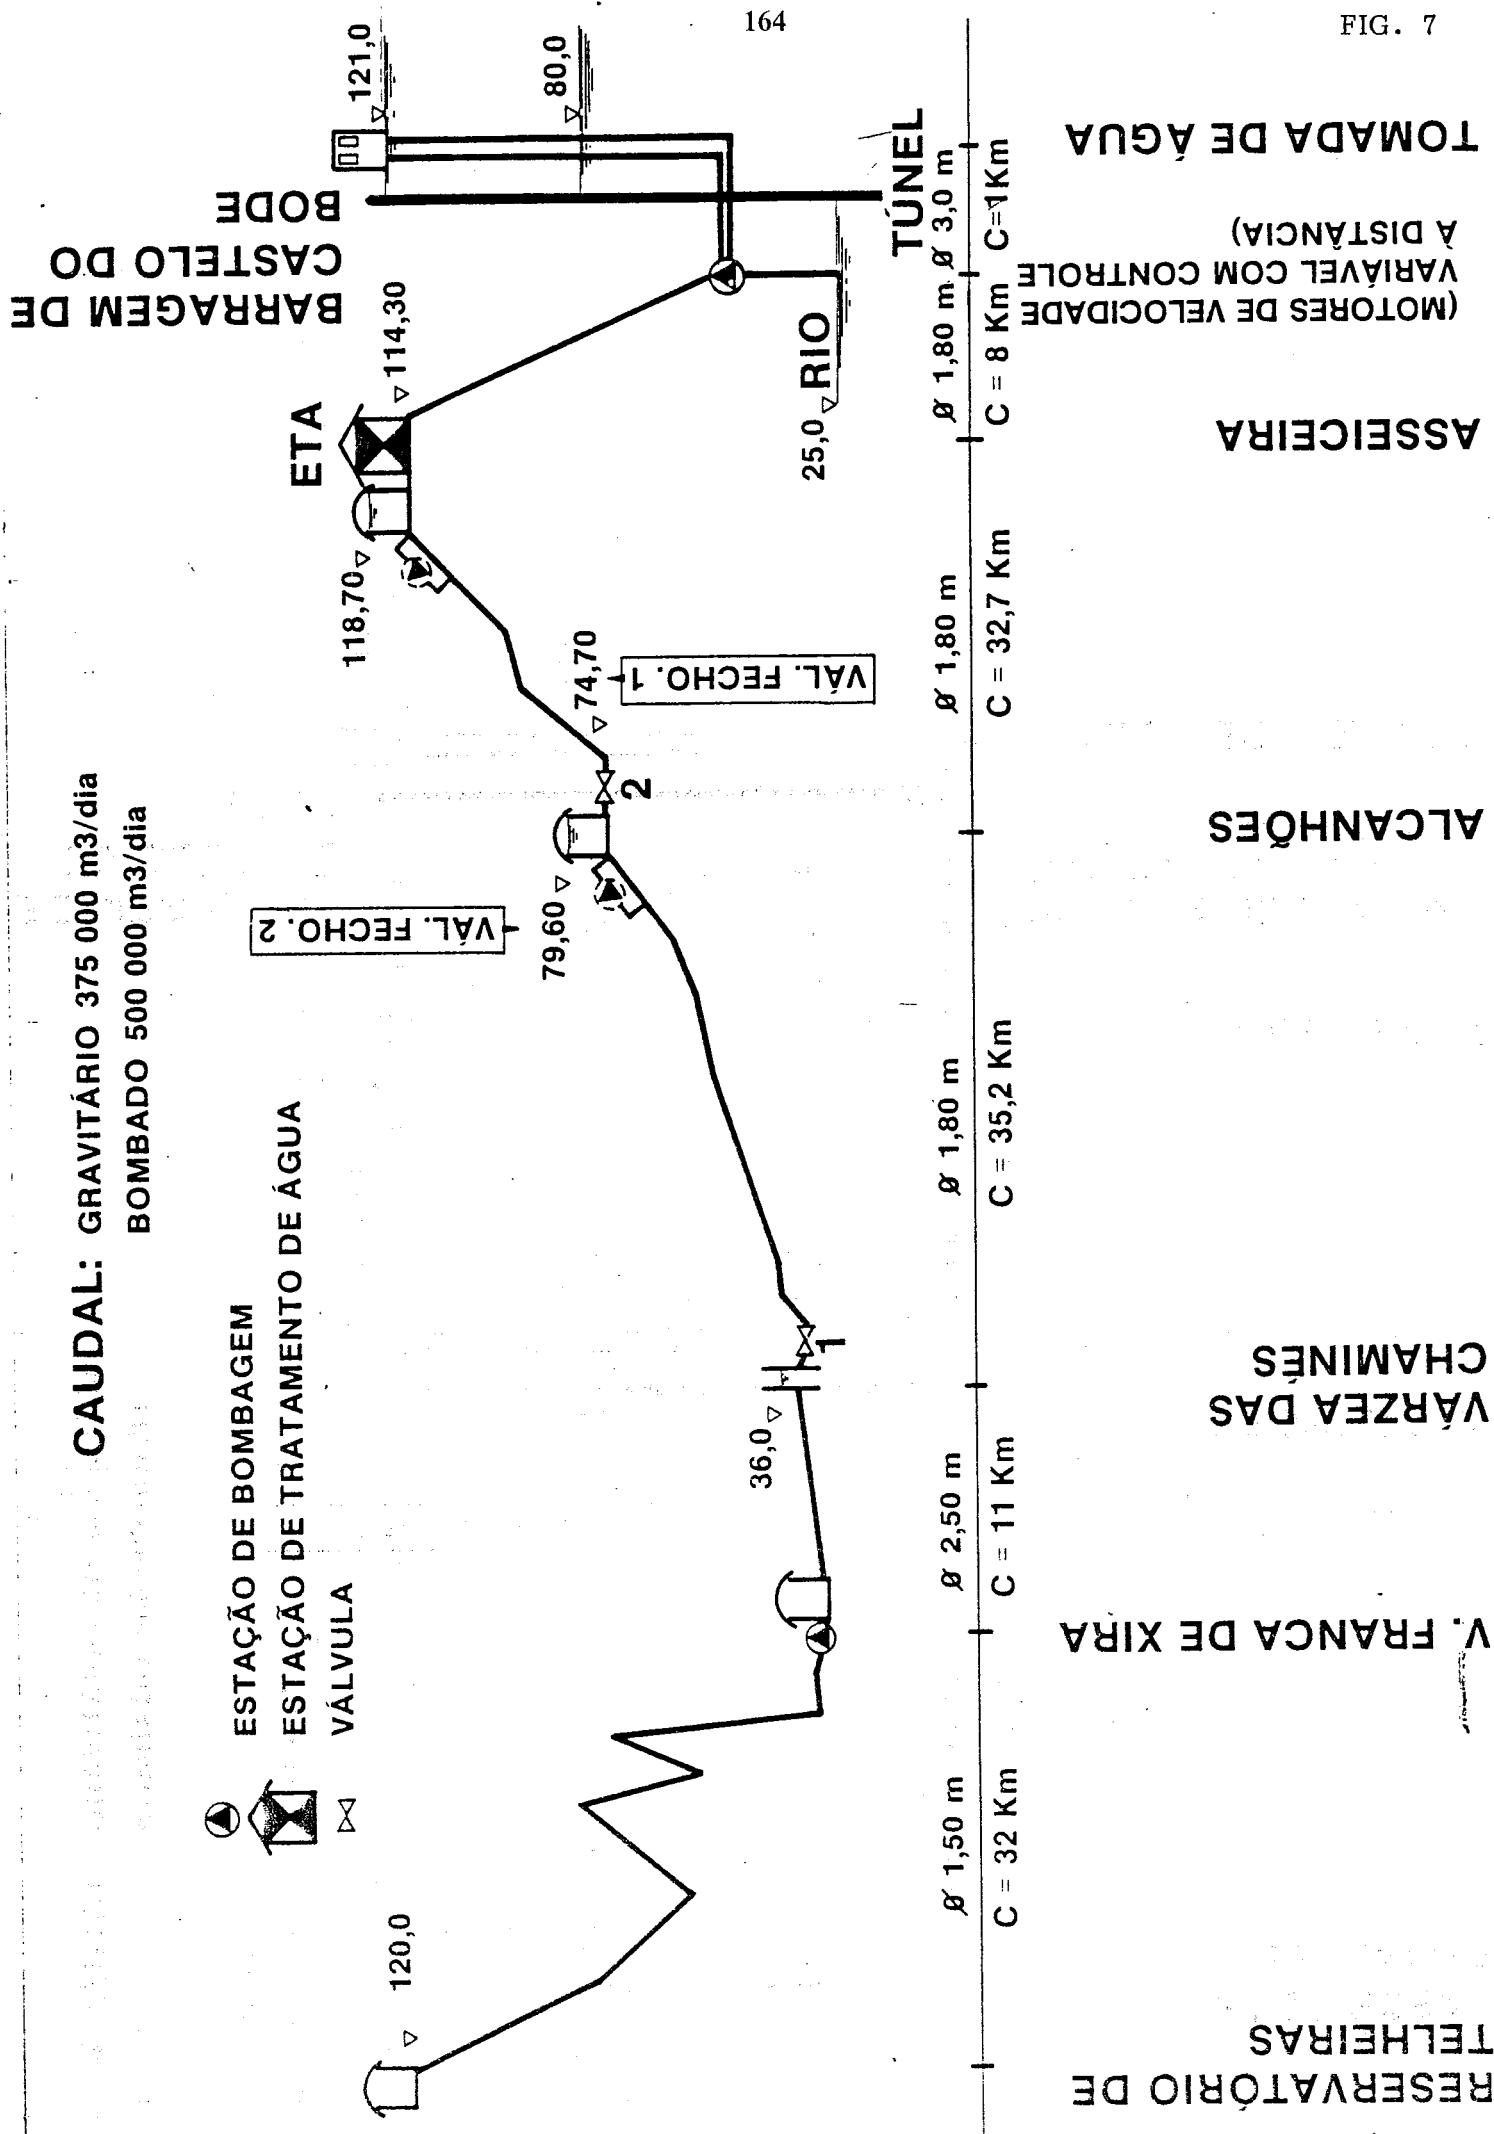 164
FIG. 7
CAUDAL: GRAVITÁRIO 375 000 m3/dia
BOMBADO 500 000 m3/dia
ESTAÇÃO DE BOMBAGEM
ESTAÇÃO DE TRATAMENTO DE ÁGUA
VÁLVULA
120,0
36,0
1
VÁL. FECHO. 2
79,60
2
74,70
VÁL. FECHO. 1
118,70
ETA
114,30
BARRAGEM DE
CASTELO DO
BODE
121,0
80,0
25,0
RIO
TÚNEL
Ø 1,50 m
C = 32 Km
Ø 2,50 m
C = 11 Km
Ø 1,80 m
C = 35,2 Km
Ø 1,80 m
C = 32,7 Km
Ø 1,80 m
C = 8 Km
Ø 3,0 m
C=1Km
RESERVATÓRIO DE
TELHEIRAS
V. FRANCA DE XIRA
VÁRZEA DAS
CHAMINÉS
ALCANHÕES
ASSEICEIRA
(MOTORES DE VELOCIDADE
VARIÁVEL COM CONTROLE
À DISTÂNCIA)
TOMADA DE ÁGUA